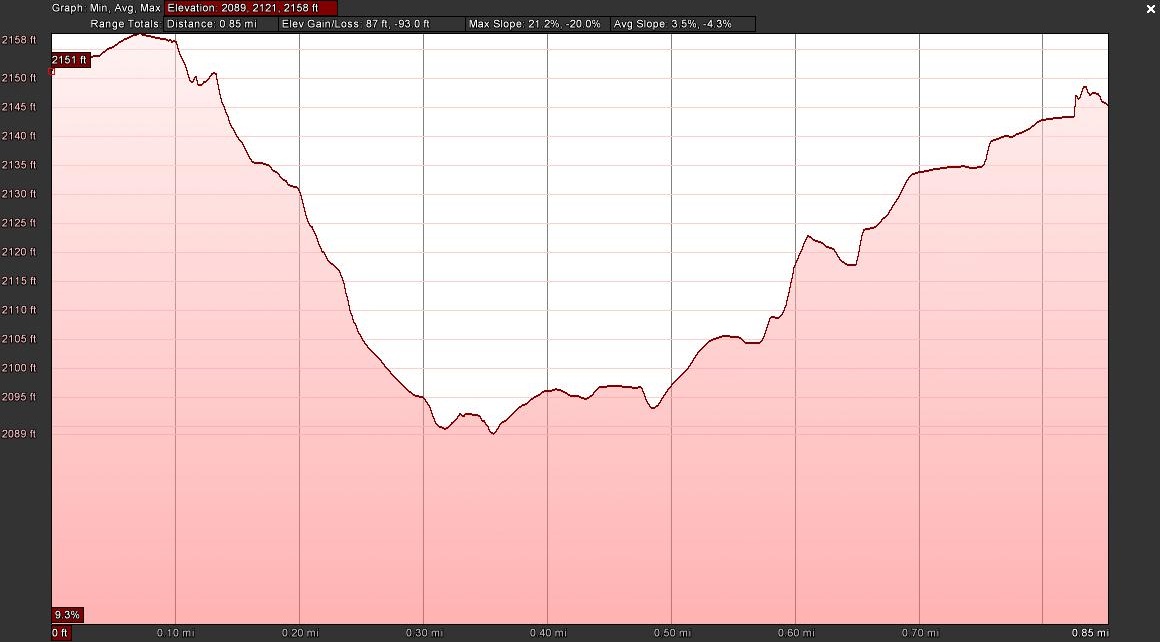 Graph: Min, Avg, Max Elevation: 2089, 2121, 2158 ft
Range Totals: Distance: 0.85 mi Elev Gain/Loss: 87 ft, -93.0 ft Max Slope: 21.2%, -20.0% Avg Slope: 3.5%, -4.3%
2158 ft
2151 ft
2150 ft
2145 ft
2140 ft
2135 ft
2130 ft
2125 ft
2120 ft
2115 ft
2110 ft
2105 ft
2100 ft
2095 ft
2089 ft
9.3%
0 ft 0.10 mi 0.20 mi 0.30 mi 0.40 mi 0.50 mi 0.60 mi 0.70 mi 0.85 mi